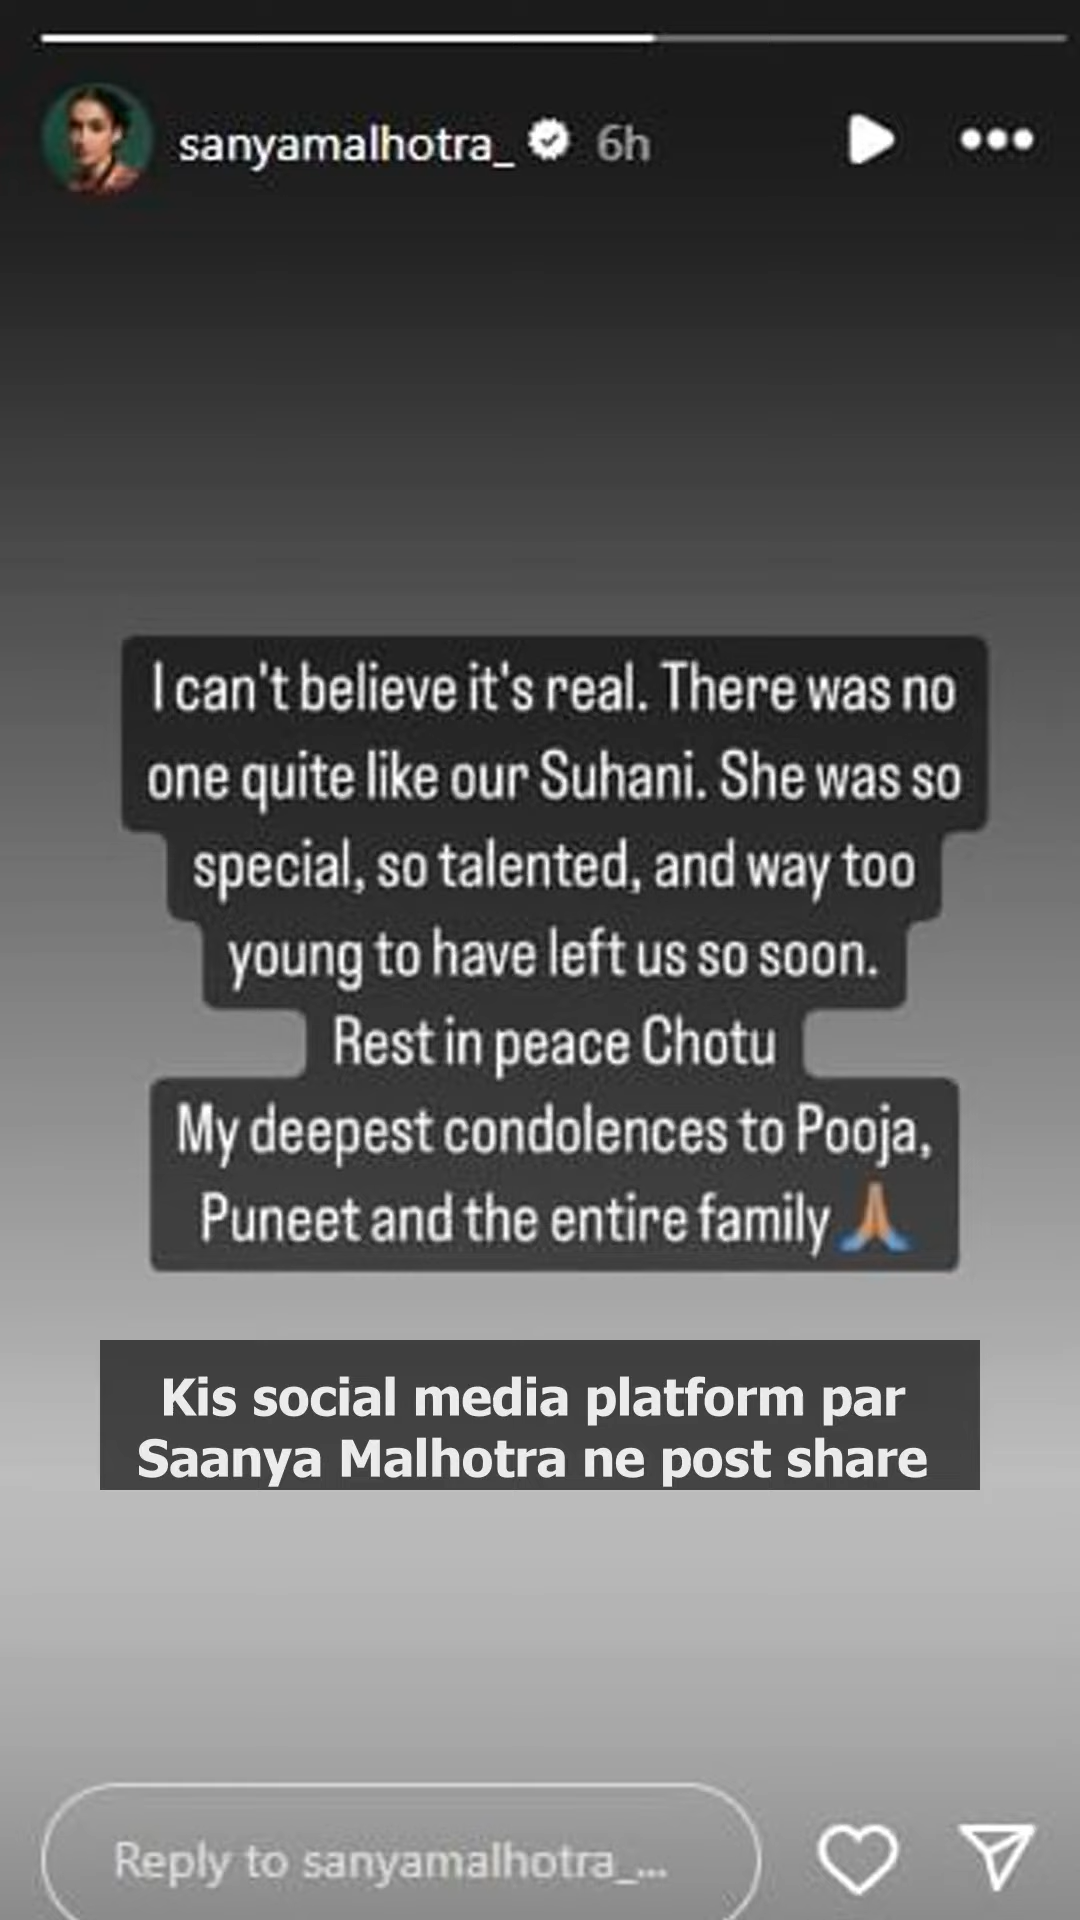 sanyamalhotra_ 6h
I can't believe it's real. There was no
one quite like our Suhani. She was so
special, so talented, and way too
young to have left us so soon.
Rest in peace Chotu
My deepest condolences to Pooja,
Puneet and the entire family 🙏
Kis social media platform par
Saanya Malhotra ne post share
Reply to sanyamalhotra_...